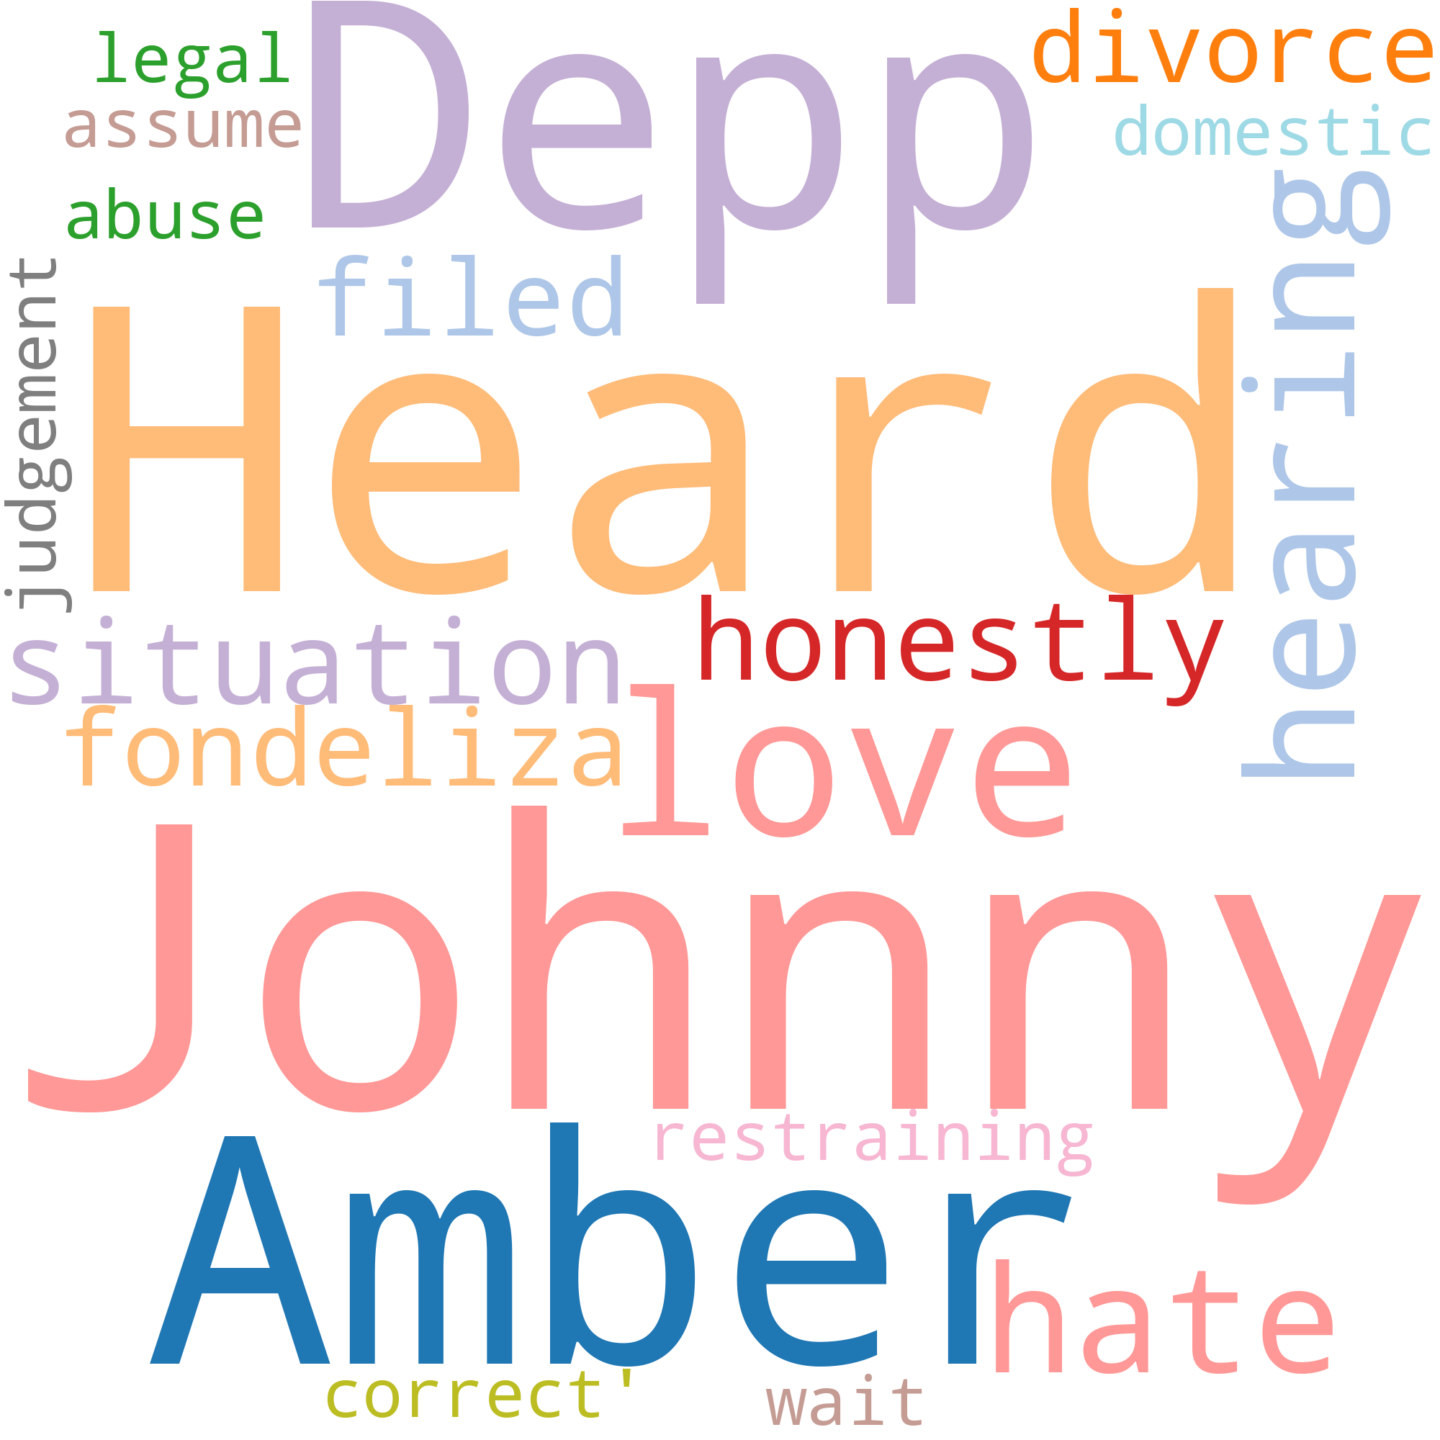 legal
Depp
divorce
assume
domestic
abuse
hearing
filed
judgement
Heard
situation
honestly
fondeliza
love
Johnny
restraining
Amber
hate
correct'
wait